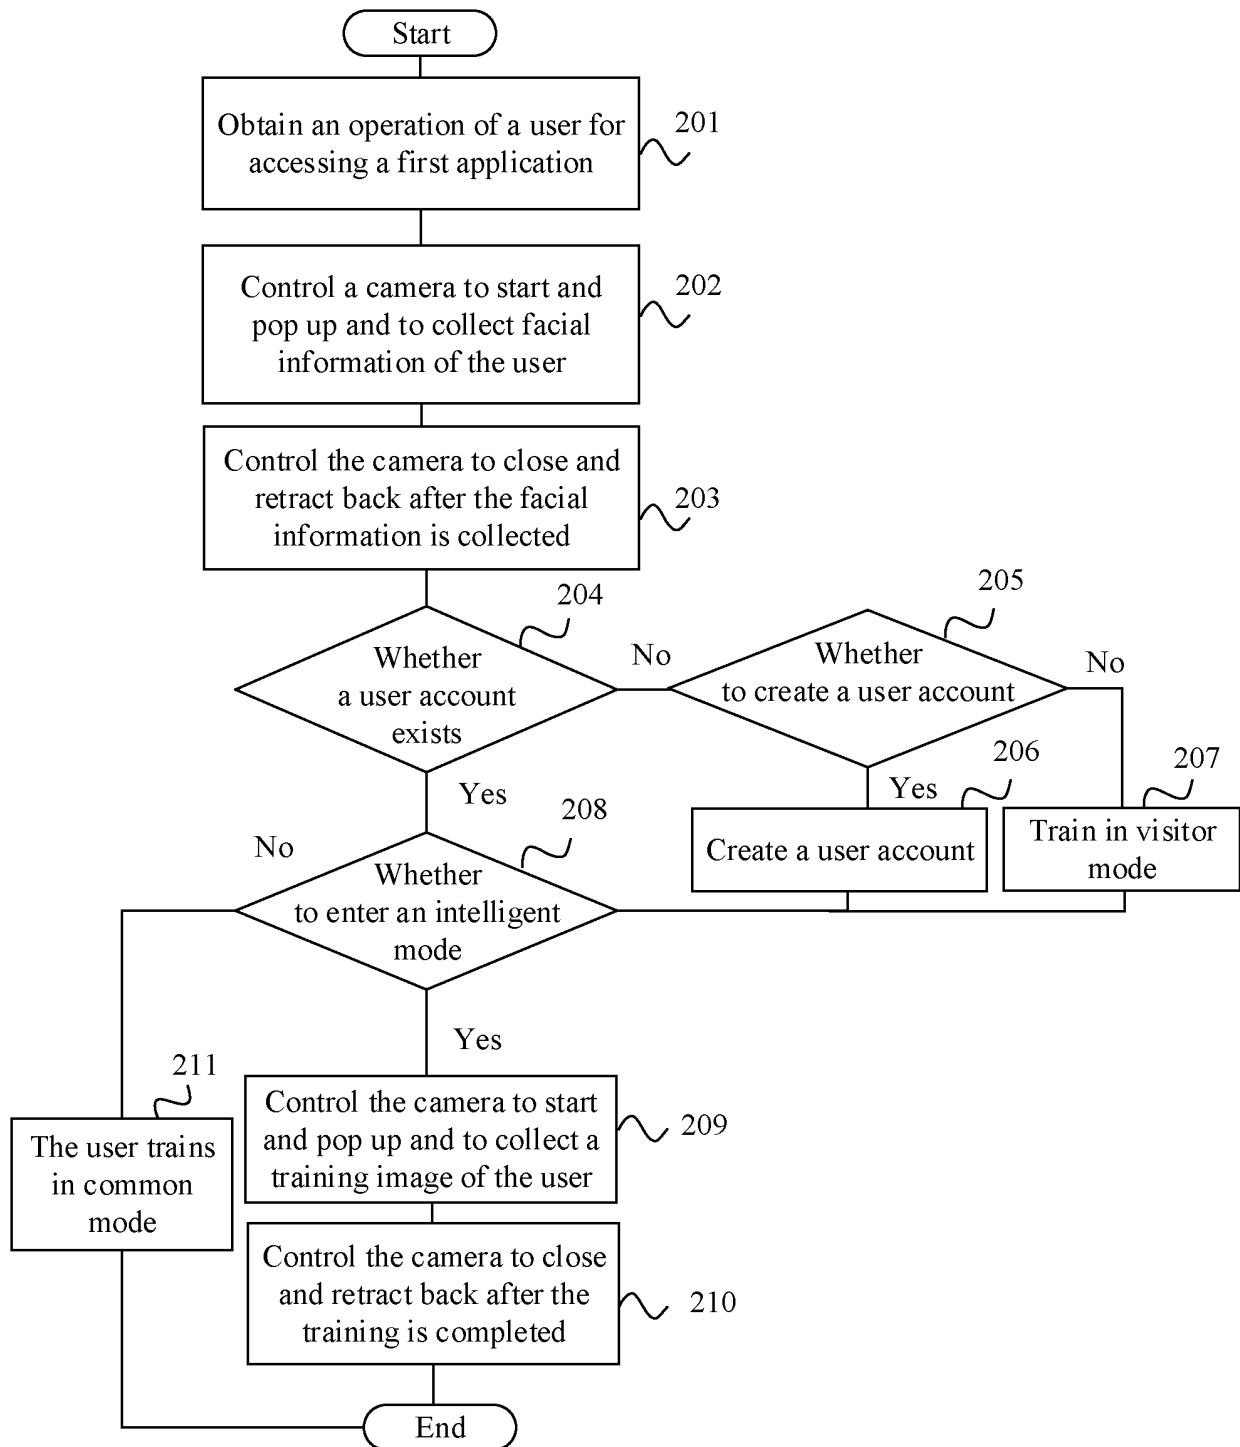 Start
Obtain an operation of a user for
accessing a first application
201
Control a camera to start and
pop up and to collect facial
information of the user
202
Control the camera to close and
retract back after the facial
information is collected
203
204
Whether
a user account
exists
No
205
Whether
to create a user account
No
Yes
206
Create a user account
207
Train in visitor
mode
Yes
208
Whether
to enter an intelligent
mode
No
Yes
211
The user trains
in common
mode
Control the camera to start
and pop up and to collect a
training image of the user
209
Control the camera to close
and retract back after the
training is completed
210
End